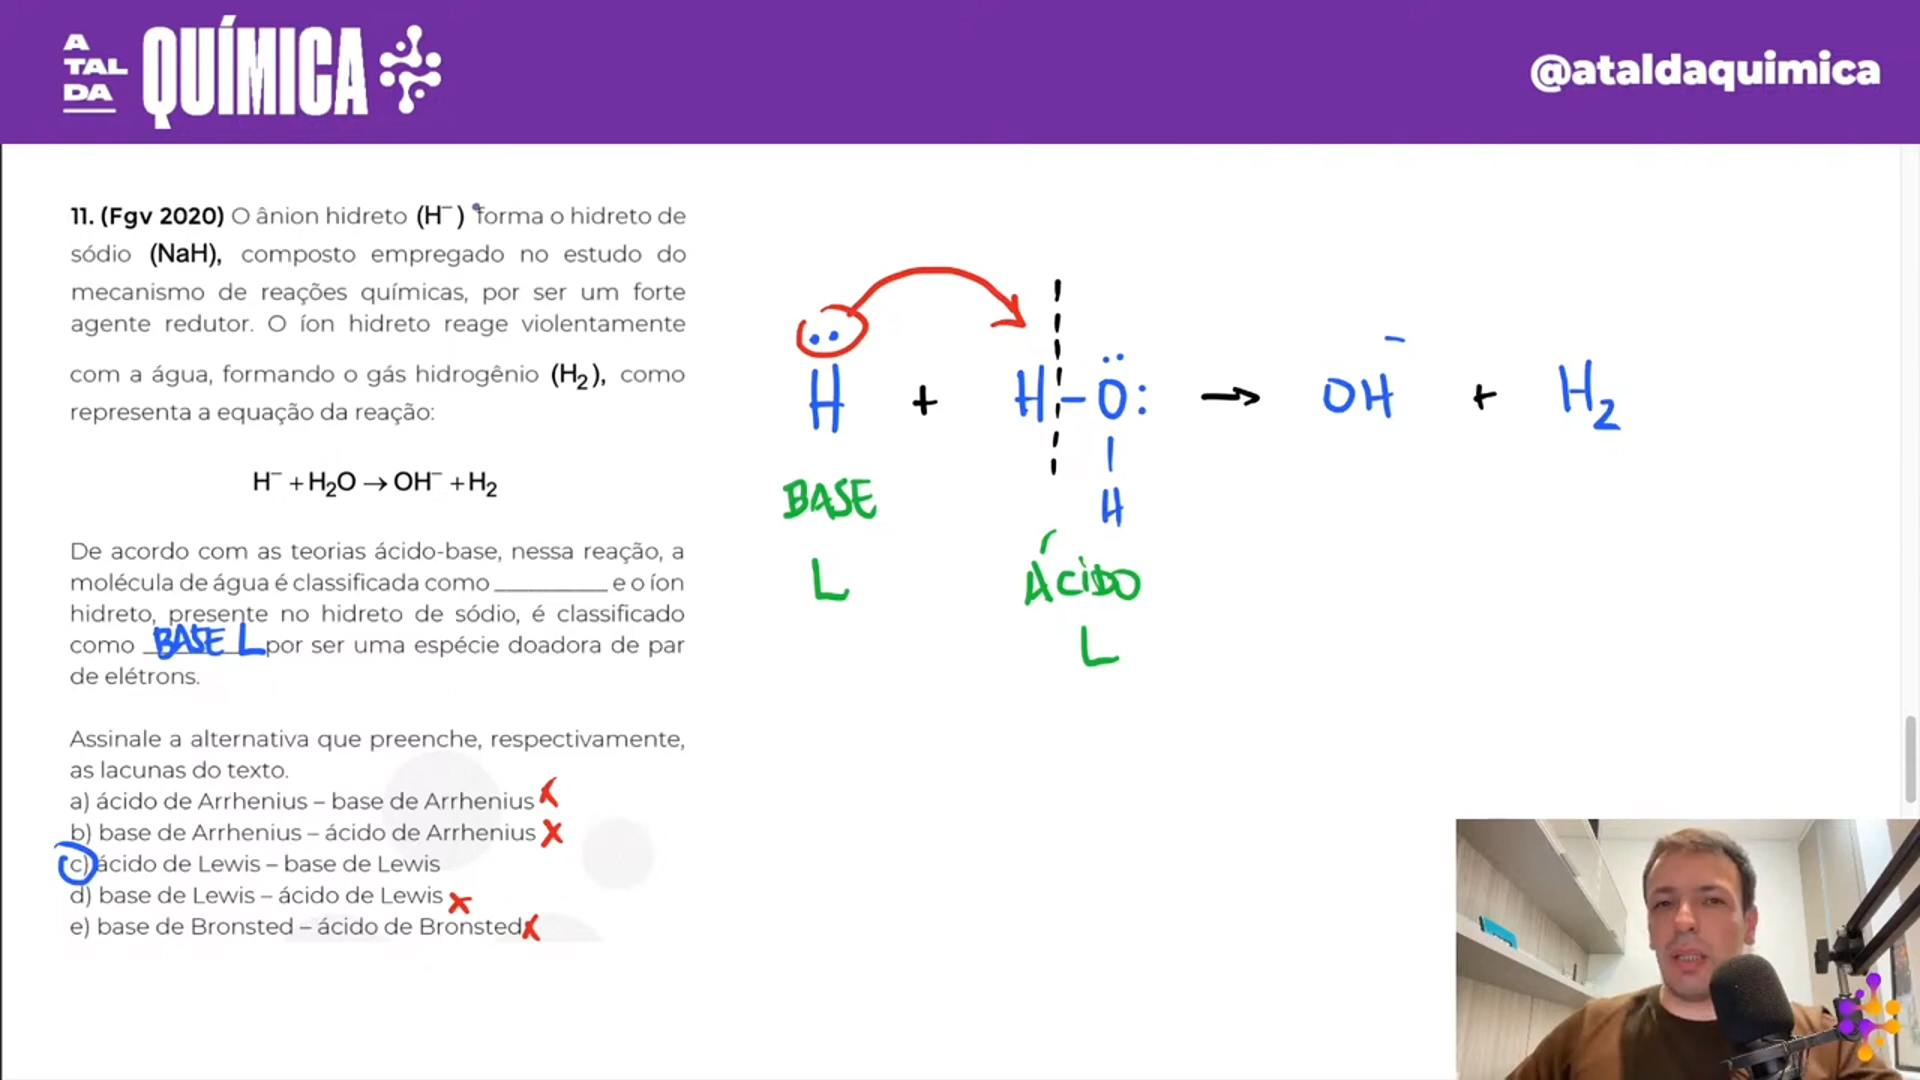 A
TAL
DA
QUÍMICA
@ataldaquimica
11. (Fgv 2020) O ânion hidreto (H⁻) forma o hidreto de
sódio (NaH), composto empregado no estudo do
mecanismo de reações químicas, por ser um forte
agente redutor. O íon hidreto reage violentamente
com a água, formando o gás hidrogênio (H₂), como
representa a equação da reação:
H⁻ + H₂O → OH⁻ + H₂
De acordo com as teorias ácido-base, nessa reação, a
molécula de água é classificada como __________ e o íon
hidreto, presente no hidreto de sódio, é classificado
como BASE L por ser uma espécie doadora de par
de elétrons.
Assinale a alternativa que preenche, respectivamente,
as lacunas do texto.
a) ácido de Arrhenius – base de Arrhenius X
b) base de Arrhenius – ácido de Arrhenius X
c) ácido de Lewis – base de Lewis
d) base de Lewis – ácido de Lewis X
e) base de Bronsted – ácido de Bronsted X
H + H–O: → OH⁻ + H₂
H
BASE
L
ÁCIDO
L